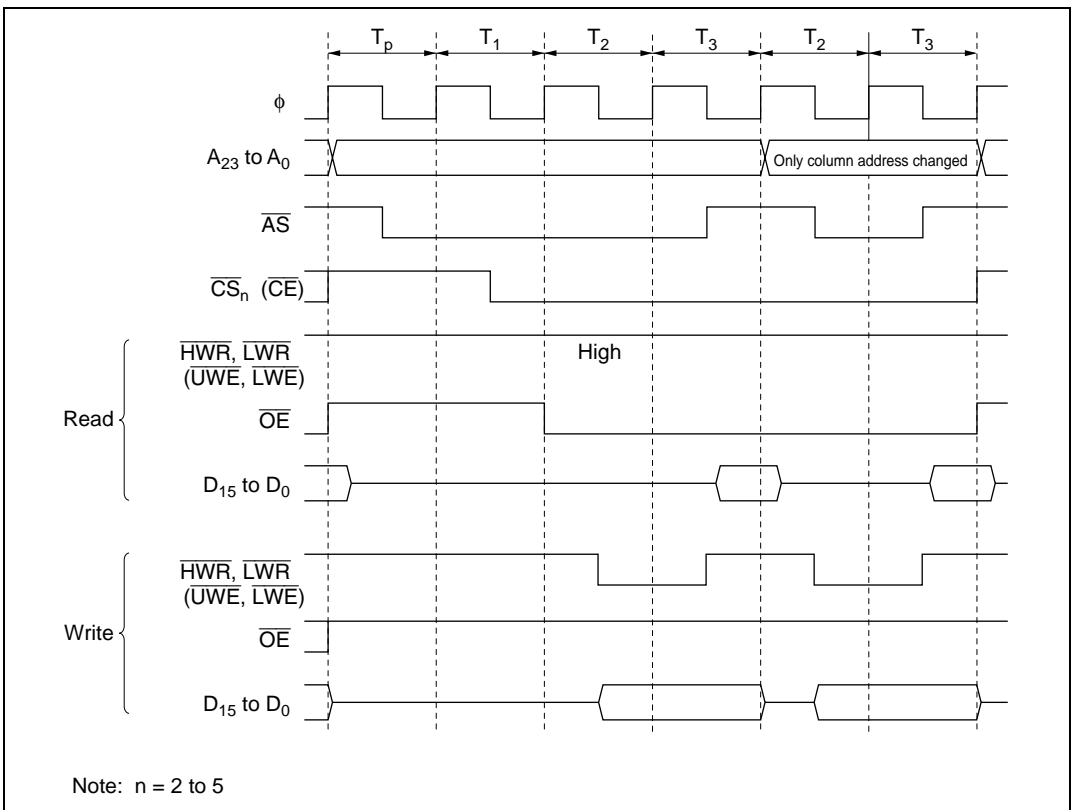 Tp T1 T2 T3 T2 T3
ϕ
A23 to A0
Only column address changed
AS
CSn (CE)
HWR, LWR
(UWE, LWE)
High
Read
OE
D15 to D0
HWR, LWR
(UWE, LWE)
Write
OE
D15 to D0
Note: n = 2 to 5